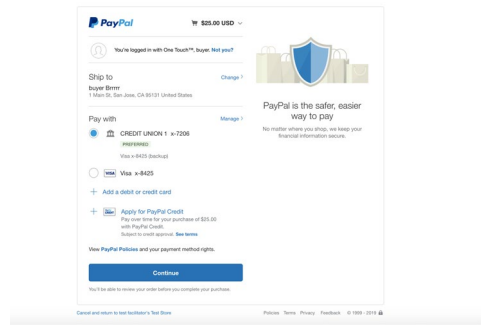 PayPal
$25.00 USD
You're logged in with One Touch™, buyer. Not you?
Ship to
Change
buyer Brrrrr
1 Main St, San Jose, CA 95131 United States
Pay with
Manage
CREDIT UNION 1 x-7206
PREFERRED
Visa x-8425 (backup)
VISA
Visa x-8425
Add a debit or credit card
Apply for PayPal Credit
Pay over time for your purchase of $25.00
with PayPal Credit.
Subject to credit approval. See terms
View PayPal Policies and your payment method rights.
Continue
You'll be able to review your order before you complete your purchase.
PayPal is the safer, easier
way to pay
No matter where you shop, we keep your
financial information secure.
Cancel and return to test facilitator's Test Store
Policies Terms Privacy Feedback © 1999 - 2019